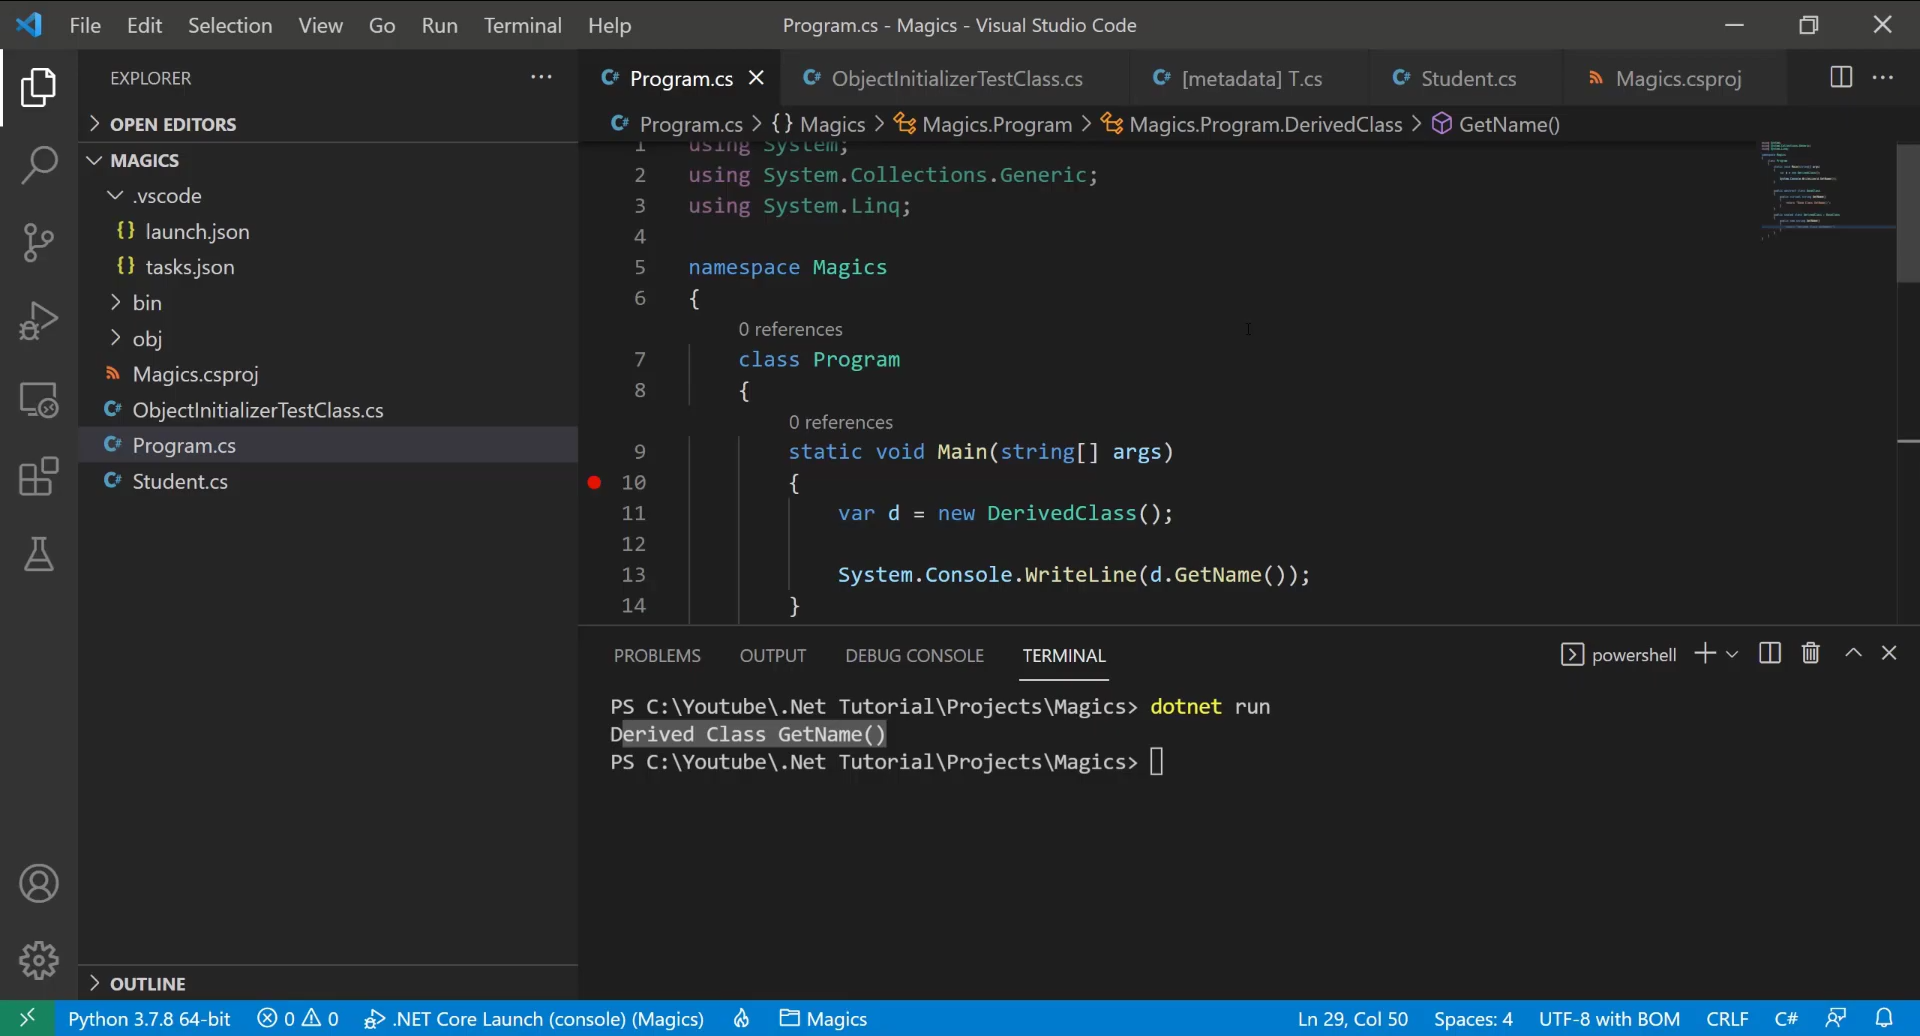 File Edit Selection View Go Run Terminal Help
Program.cs - Magics - Visual Studio Code
EXPLORER
OPEN EDITORS
MAGICS
.vscode
{} launch.json
{} tasks.json
bin
obj
Magics.csproj
C# ObjectInitializerTestClass.cs
C# Program.cs
C# Student.cs
OUTLINE
C# Program.cs
C# ObjectInitializerTestClass.cs
C# [metadata] T.cs
C# Student.cs
Magics.csproj
C# Program.cs > {} Magics > Magics.Program > Magics.Program.DerivedClass > GetName()
1 using System;
2 using System.Collections.Generic;
3 using System.Linq;
4
5 namespace Magics
6 {
0 references
7 class Program
8 {
0 references
9 static void Main(string[] args)
10 {
11 var d = new DerivedClass();
12
13 System.Console.WriteLine(d.GetName());
14 }
PROBLEMS OUTPUT DEBUG CONSOLE TERMINAL
powershell
PS C:\Youtube\.Net Tutorial\Projects\Magics> dotnet run
Derived Class GetName()
PS C:\Youtube\.Net Tutorial\Projects\Magics>
Python 3.7.8 64-bit 0 0 .NET Core Launch (console) (Magics) Magics
Ln 29, Col 50 Spaces: 4 UTF-8 with BOM CRLF C#